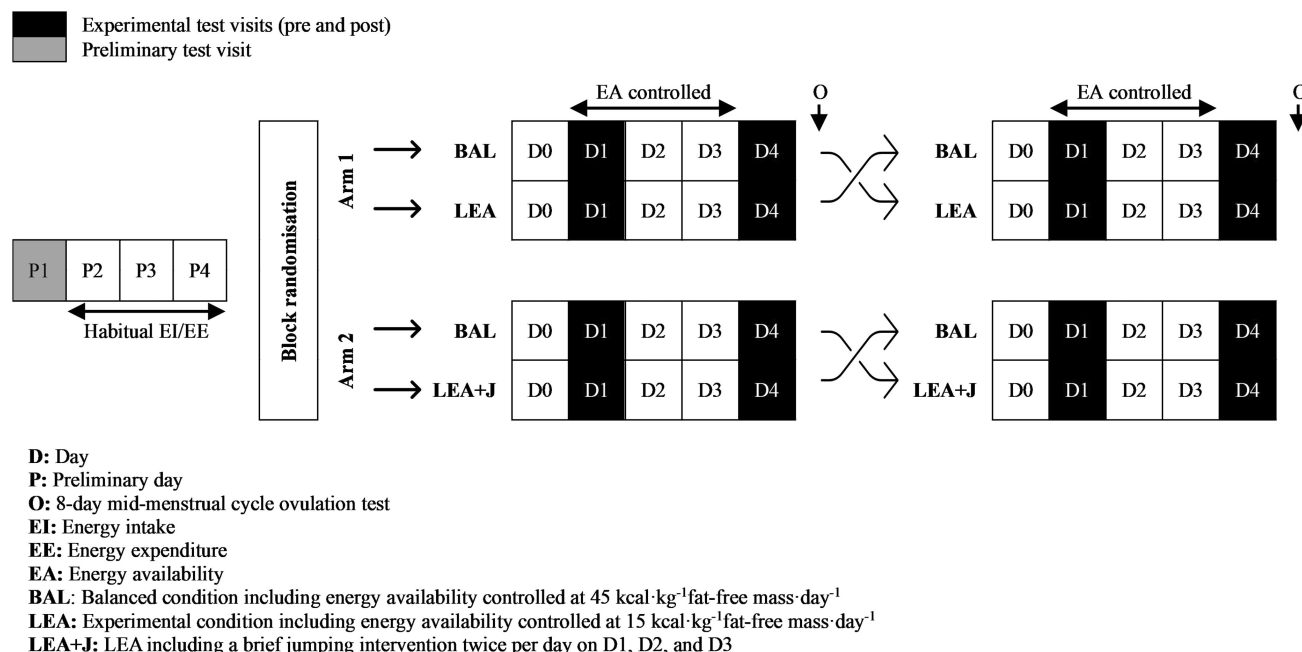 Experimental test visits (pre and post)
Preliminary test visit
EA controlled
O
EA controlled
O
Block randomisation
Arm 1
BAL
D0 D1 D2 D3 D4
BAL
D0 D1 D2 D3 D4
LEA
D0 D1 D2 D3 D4
LEA
D0 D1 D2 D3 D4
P1 P2 P3 P4
Habitual EI/EE
Arm 2
BAL
D0 D1 D2 D3 D4
BAL
D0 D1 D2 D3 D4
LEA+J
D0 D1 D2 D3 D4
LEA+J
D0 D1 D2 D3 D4
D: Day
P: Preliminary day
O: 8-day mid-menstrual cycle ovulation test
EI: Energy intake
EE: Energy expenditure
EA: Energy availability
BAL: Balanced condition including energy availability controlled at 45 kcal·kg⁻¹fat-free mass·day⁻¹
LEA: Experimental condition including energy availability controlled at 15 kcal·kg⁻¹fat-free mass·day⁻¹
LEA+J: LEA including a brief jumping intervention twice per day on D1, D2, and D3